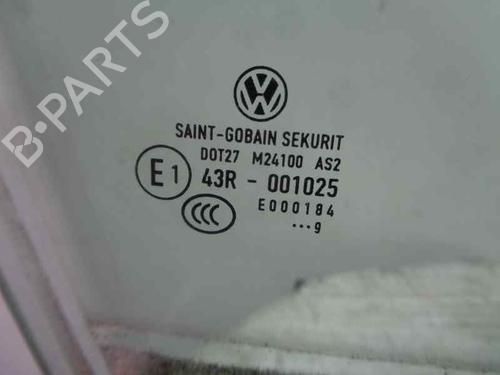 B-PARTS
SAINT-GOBAIN SEKURIT
DOT27 M24100 AS2
E1 43R - 001025
CCC E000184
•••9